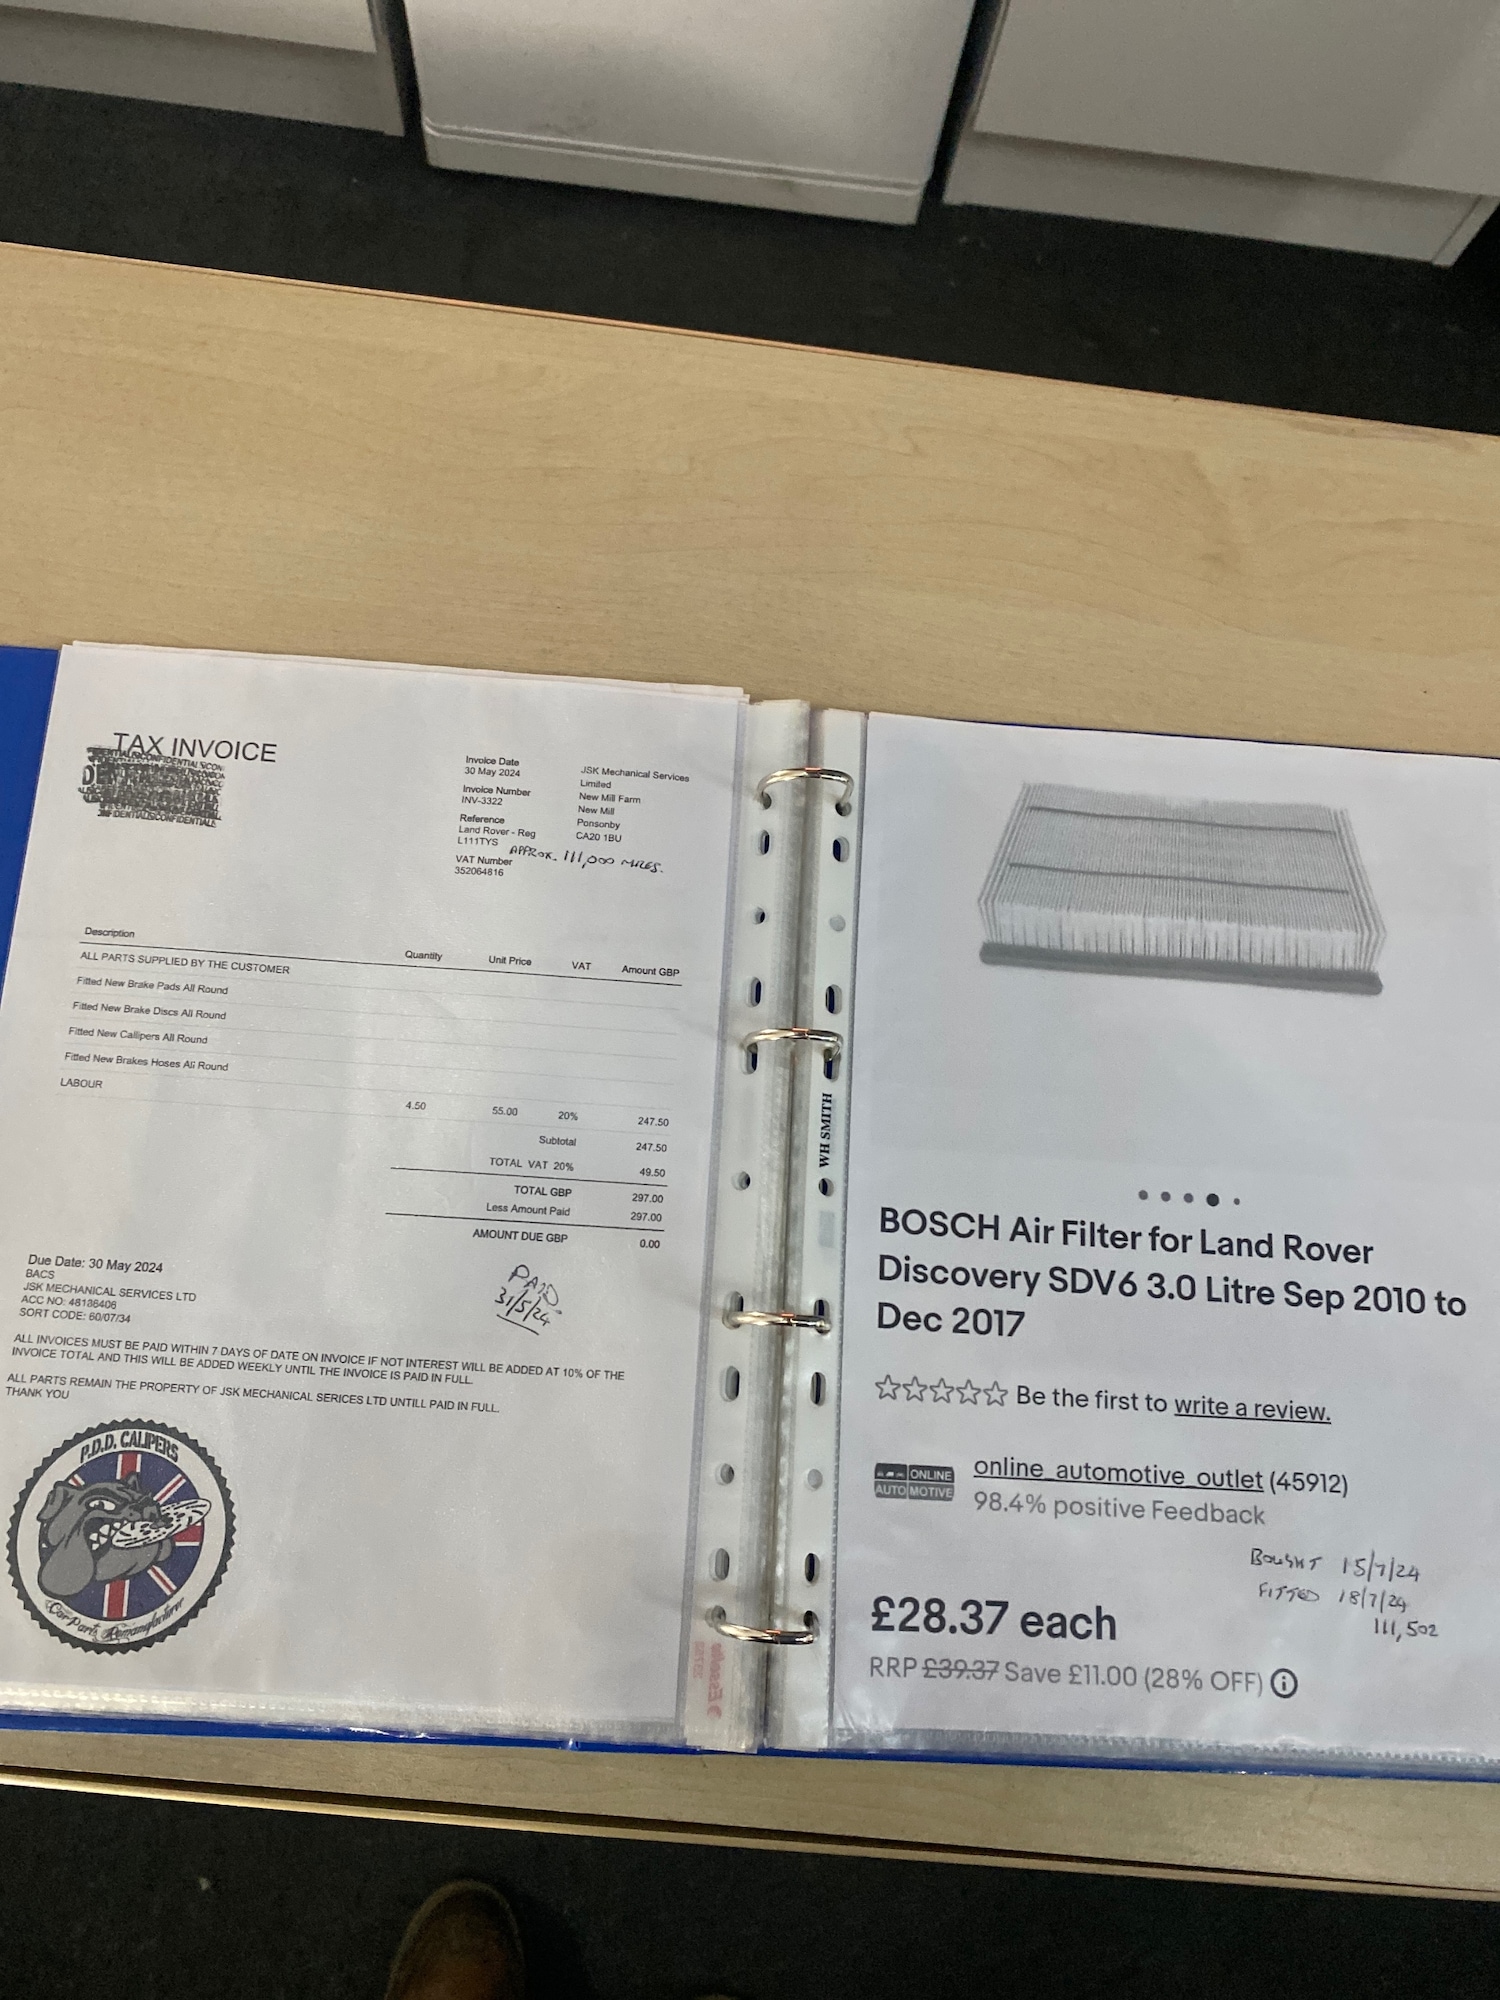 TAX INVOICE
Invoice Date
30 May 2024
Invoice Number
INV-3322
Reference
Land Rover - Reg
L111TYS
APPROX. 111,000 MILES.
VAT Number
352064816
JSK Mechanical Services
Limited
New Mill Farm
New Mill
Ponsonby
CA20 1BU
Description Quantity Unit Price VAT Amount GBP
ALL PARTS SUPPLIED BY THE CUSTOMER
Fitted New Brake Pads All Round
Fitted New Brake Discs All Round
Fitted New Callipers All Round
Fitted New Brakes Hoses All Round
LABOUR
4.50 55.00 20% 247.50
Subtotal 247.50
TOTAL VAT 20% 49.50
TOTAL GBP 297.00
Less Amount Paid 297.00
AMOUNT DUE GBP 0.00
PAID.
31/5/24
Due Date: 30 May 2024
BACS
JSK MECHANICAL SERVICES LTD
ACC NO: 48136406
SORT CODE: 60/07/34
ALL INVOICES MUST BE PAID WITHIN 7 DAYS OF DATE ON INVOICE IF NOT INTEREST WILL BE ADDED AT 10% OF THE
INVOICE TOTAL AND THIS WILL BE ADDED WEEKLY UNTIL THE INVOICE IS PAID IN FULL.
ALL PARTS REMAIN THE PROPERTY OF JSK MECHANICAL SERICES LTD UNTILL PAID IN FULL.
THANK YOU
P.D.D. CALIPERS
Car Parts Remanufacturer
WH SMITH
BOSCH Air Filter for Land Rover
Discovery SDV6 3.0 Litre Sep 2010 to
Dec 2017
Be the first to write a review.
ONLINE
AUTOMOTIVE
online_automotive_outlet (45912)
98.4% positive Feedback
BOUGHT 15/7/24
FITTED 18/7/24
111,502
£28.37 each
RRP £39.37 Save £11.00 (28% OFF)